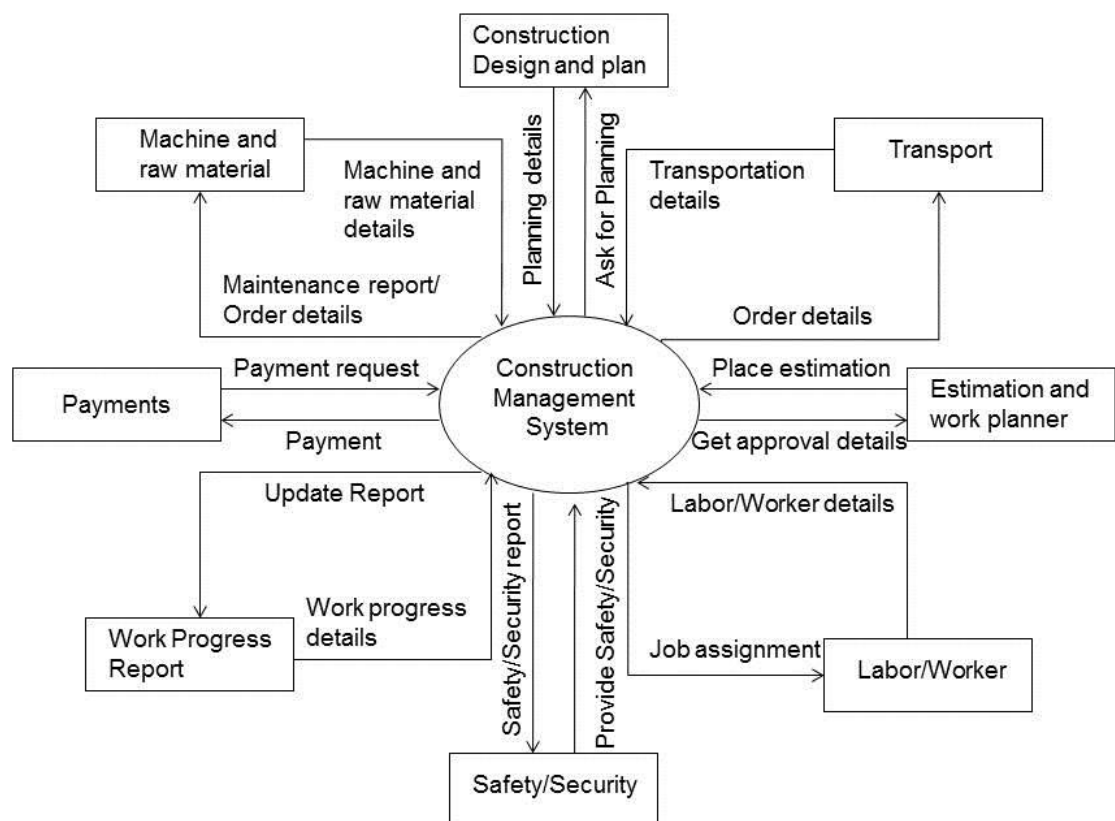 Construction
Design and plan
Machine and
raw material
Transport
Planning details
Ask for Planning
Machine and
raw material
details
Transportation
details
Maintenance report/
Order details
Order details
Payments
Payment request
Payment
Construction
Management
System
Place estimation
Get approval details
Estimation and
work planner
Update Report
Labor/Worker details
Safety/Security report
Provide Safety/Security
Work Progress
Report
Work progress
details
Job assignment
Labor/Worker
Safety/Security